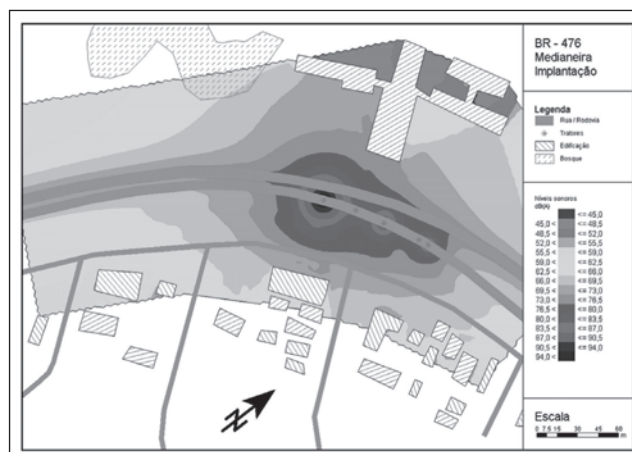 BR - 476
Medianeira
Implantação
Legenda
Rua / Rodovia
Tratores
Edificação
Bosque
Níveis sonoros
dB(A)
<= 45,0
45,0 < <= 48,5
48,5 < <= 52,0
52,0 < <= 55,5
55,5 < <= 59,0
59,0 < <= 62,5
62,5 < <= 66,0
66,0 < <= 69,5
69,5 < <= 73,0
73,0 < <= 76,5
76,5 < <= 80,0
80,0 < <= 83,5
83,5 < <= 87,0
87,0 < <= 90,5
90,5 < <= 94,0
94,0 <
N
Escala
0 7,5 15 30 45 60
m